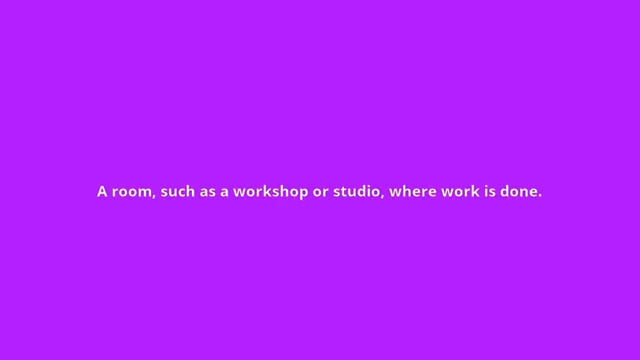 A room, such as a workshop or studio, where work is done.